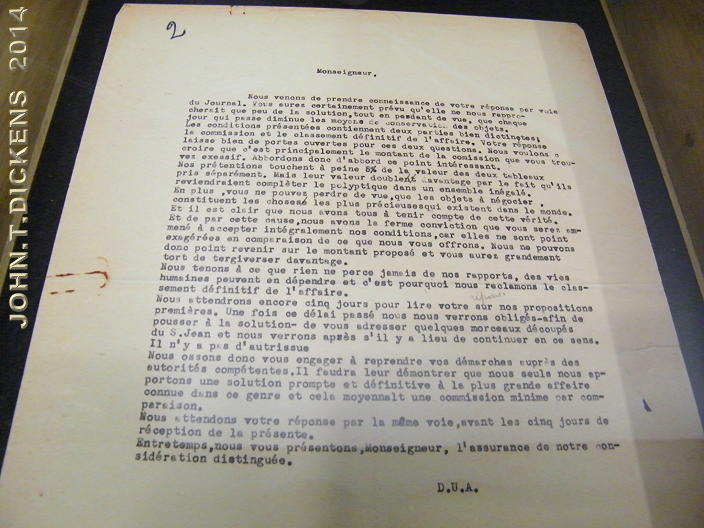 JOHN.T.DICKENS 2014
2
Monseigneur,
Nous venons de prendre connaissance de votre réponse par voie
du Journal. Vous aurez certainement prévu qu'elle ne nous rappro-
cherait que peu de la solution, tout en pesdant de vue, que chaque
jour qui passe diminue les moyens de conservation des objets.
Les conditions présentées contiennent deux parties bien dictinctes;
la commission et le classement définitif de l'affaire. Votre réponse
laisse bien de portes ouvertes pour ces deux questions. Nous voulons
croire que c'est principalement le montant de la comission que vous trou-
vez exessif. Abbordons donc d'abord ce point intéressant.
Nos prétentions touchent à peine 5% de la valeur des deux tableaux
pris séparément. Mais leur valeur doublent davantage par le fait qu'ils
reviendraient complèter le polyptique dans un ensemble inégalé.
En plus ,vous ne pouvez perdre de vue,que les objets à négocier ,
constituent les choses les plus précieusesqui existent dans le monde.
Et il est clair que nous avons tous à tenir compte de cette vérité.
Et de par cette cause,nous avons la ferme conviction que vous serez am-
mené à accepter intégralement nos conditions,car elles ne sont point
exagérées en comparaison de ce que nous vous offrons. Nous ne pouvons
donc point revenir sur le montant proposé et vous aurez grandement
tort de tergiverser davantage.
Nous tenons à ce que rien ne perce jamais de nos rapports, des vies
humaines peuvent en dépendre et c'est pourquoi nous réclamons le clas-
sement définitif de l'affaire.
réponse
Nous attendrons encore cinq jours pour lire votre sur nos propositions
premières. Une fois ce délai passé nous nous verrons obligés-afin de
pousser à la solution- de vous adresser quelques morceaux découpés
du S.Jean et nous verrons après s'il y a lieu de continuer en ce sens.
Il n'y a pas d'autrissue
Nous ossons donc vous engager à reprendre vos démarches auprès des
autorités compétentes.Il faudra leur démontrer que nous seuls nous ap-
portons une solution prompte et définitive à la plus grande affaire
connue dans ce genre et cela moyennalt une commission minime par com-
paraison.
Nous attendons votre réponse par la même voie,avant les cinq jours de
réception de la présente.
Entretemps,nous vous présentons,Monseigneur, l'assurance de notre con-
sidération distinguée.
D.U.A.